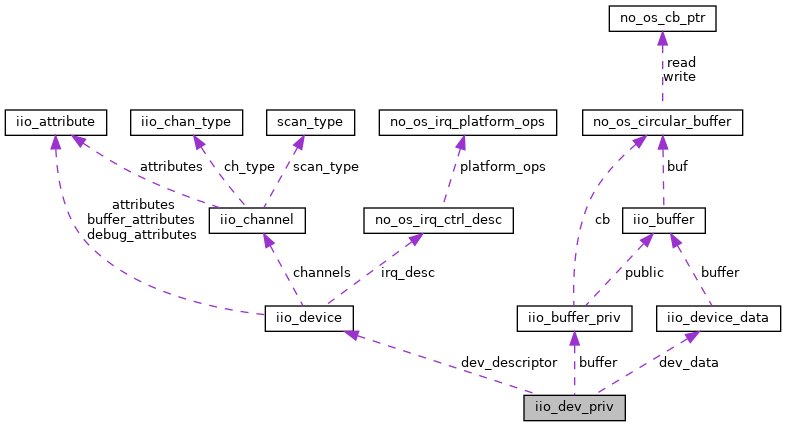 no_os_cb_ptr
read
write
iio_attribute
iio_chan_type
scan_type
no_os_irq_platform_ops
no_os_circular_buffer
attributes
ch_type
scan_type
platform_ops
buf
attributes
buffer_attributes
debug_attributes
iio_channel
no_os_irq_ctrl_desc
cb
iio_buffer
channels
irq_desc
public
buffer
iio_device
iio_buffer_priv
iio_device_data
dev_descriptor
buffer
dev_data
iio_dev_priv